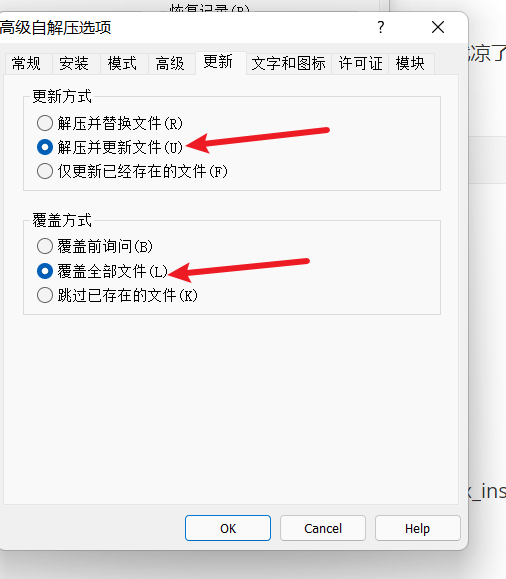 恢复记录(P)
高级自解压选项
?
常规 安装 模式 高级 更新 文字和图标 许可证 模块
更新方式
解压并替换文件(R)
解压并更新文件(U)
仅更新已经存在的文件(F)
覆盖方式
覆盖前询问(B)
覆盖全部文件(L)
跳过已存在的文件(K)
OK Cancel Help
凉了
x_ins